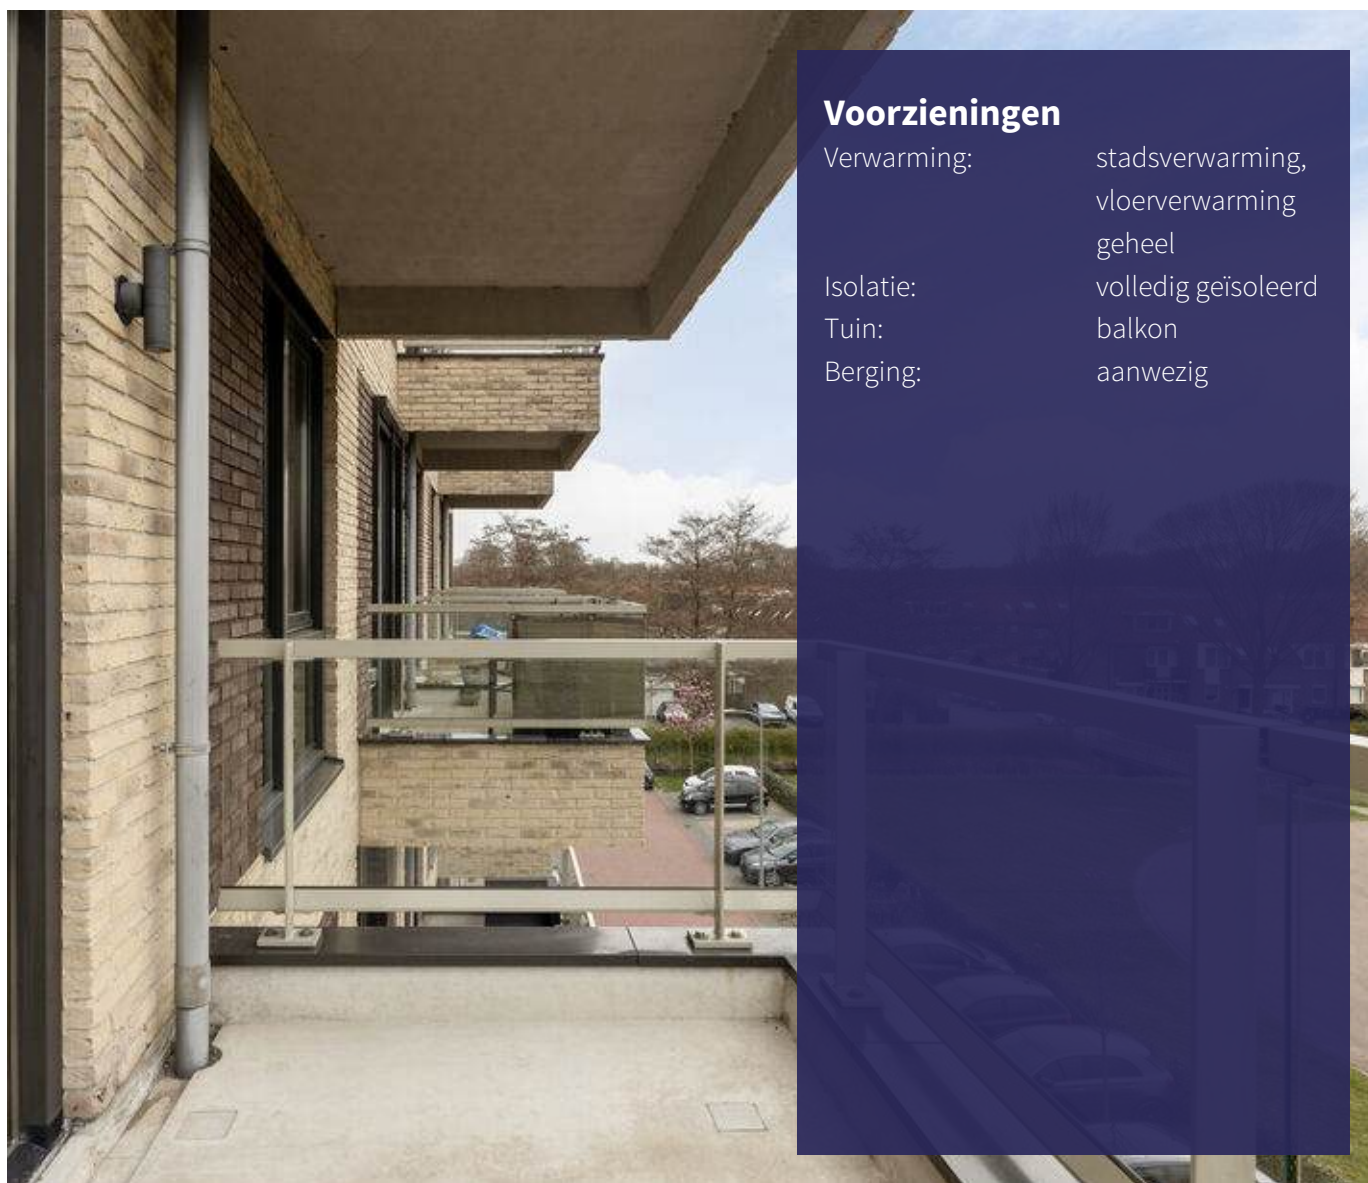 Voorzieningen
Verwarming: stadsverwarming,
vloerverwarming
geheel
Isolatie: volledig geïsoleerd
Tuin: balkon
Berging: aanwezig